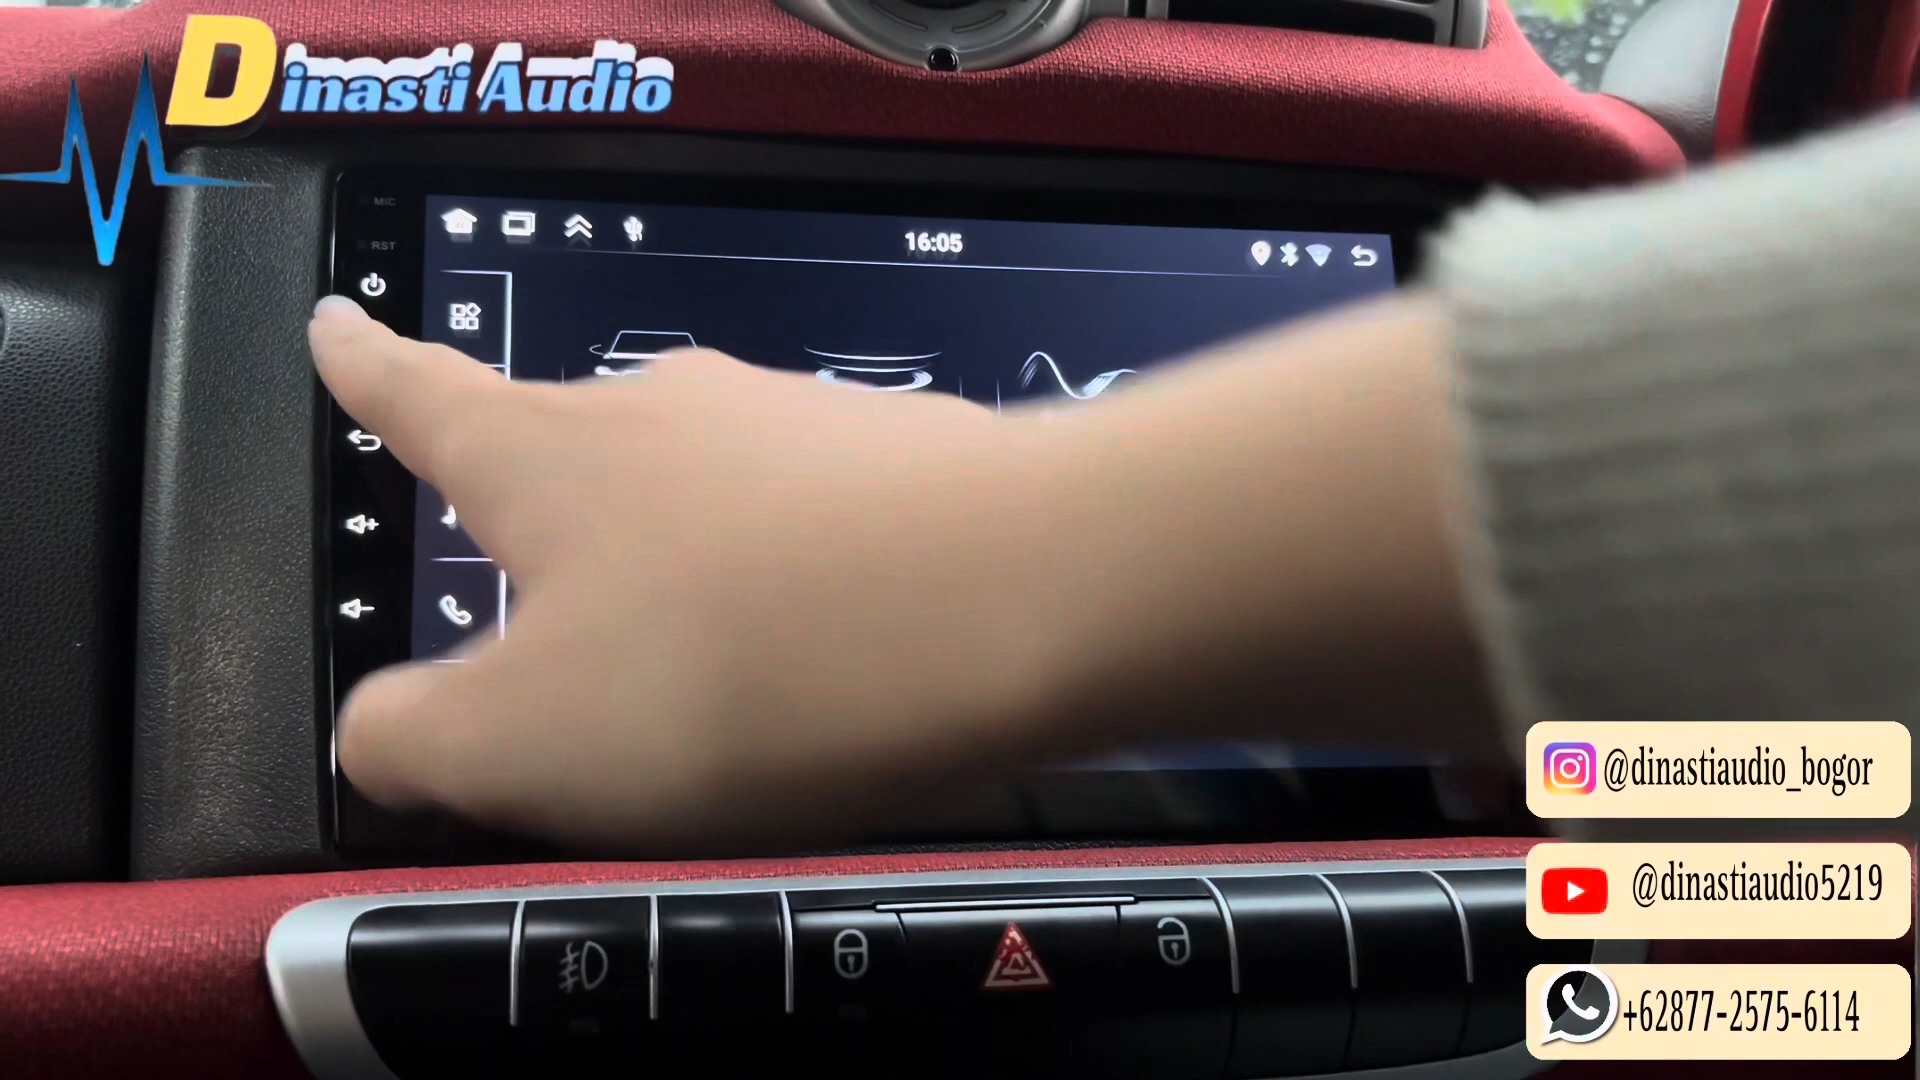 Dinasti Audio
MIC
RST
16:05
@dinastiaudio_bogor
@dinastiaudio5219
+62877-2575-6114